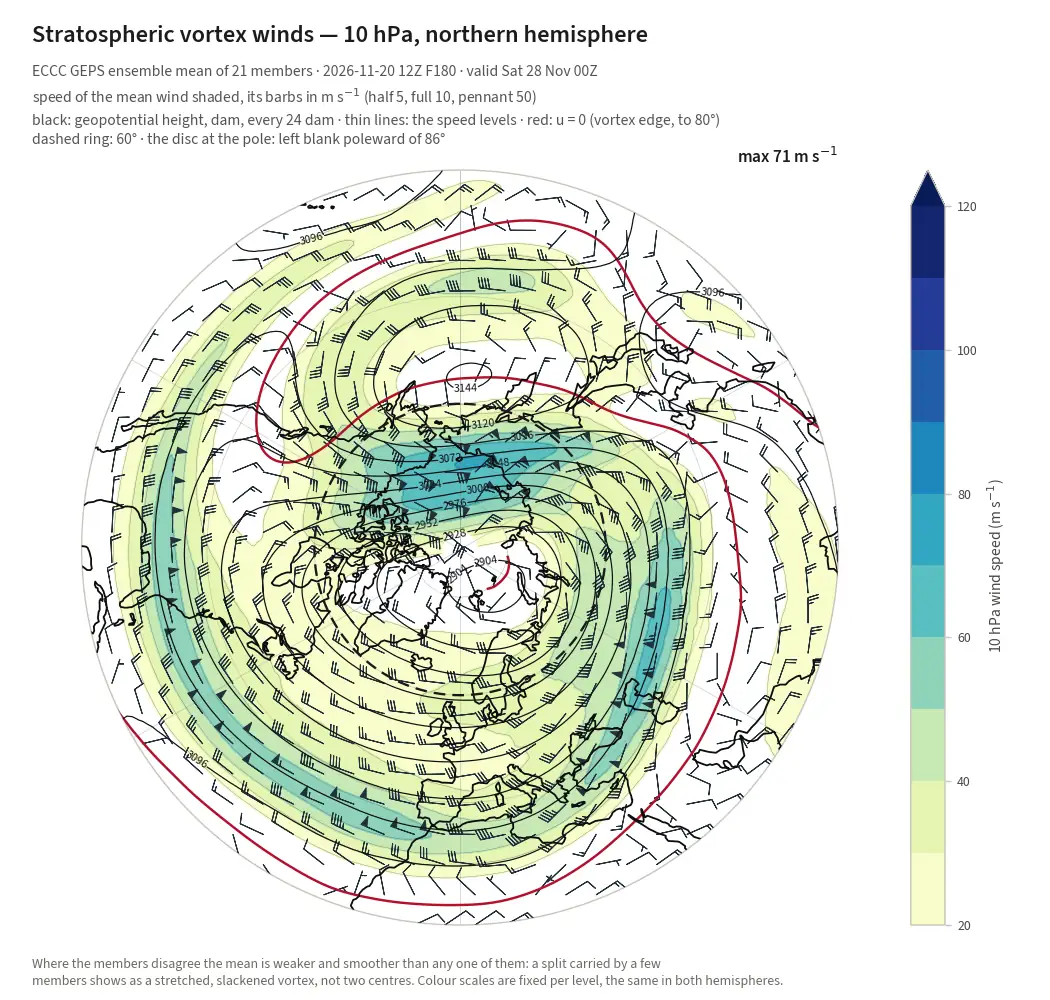 Stratospheric vortex winds — 10 hPa, northern hemisphere
ECCC GEPS ensemble mean of 21 members · 2026-11-20 12Z F180 · valid Sat 28 Nov 00Z
speed of the mean wind shaded, its barbs in m s⁻¹ (half 5, full 10, pennant 50)
black: geopotential height, dam, every 24 dam · thin lines: the speed levels · red: u = 0 (vortex edge, to 80°)
dashed ring: 60° · the disc at the pole: left blank poleward of 86°
max 71 m s⁻¹
3096
3096
3144
3120
3096
3072
3048
3024
3000
2976
2952
2928
2904
2904
3096
120
100
80
60
40
20
10 hPa wind speed (m s⁻¹)
Where the members disagree the mean is weaker and smoother than any one of them: a split carried by a few
members shows as a stretched, slackened vortex, not two centres. Colour scales are fixed per level, the same in both hemispheres.